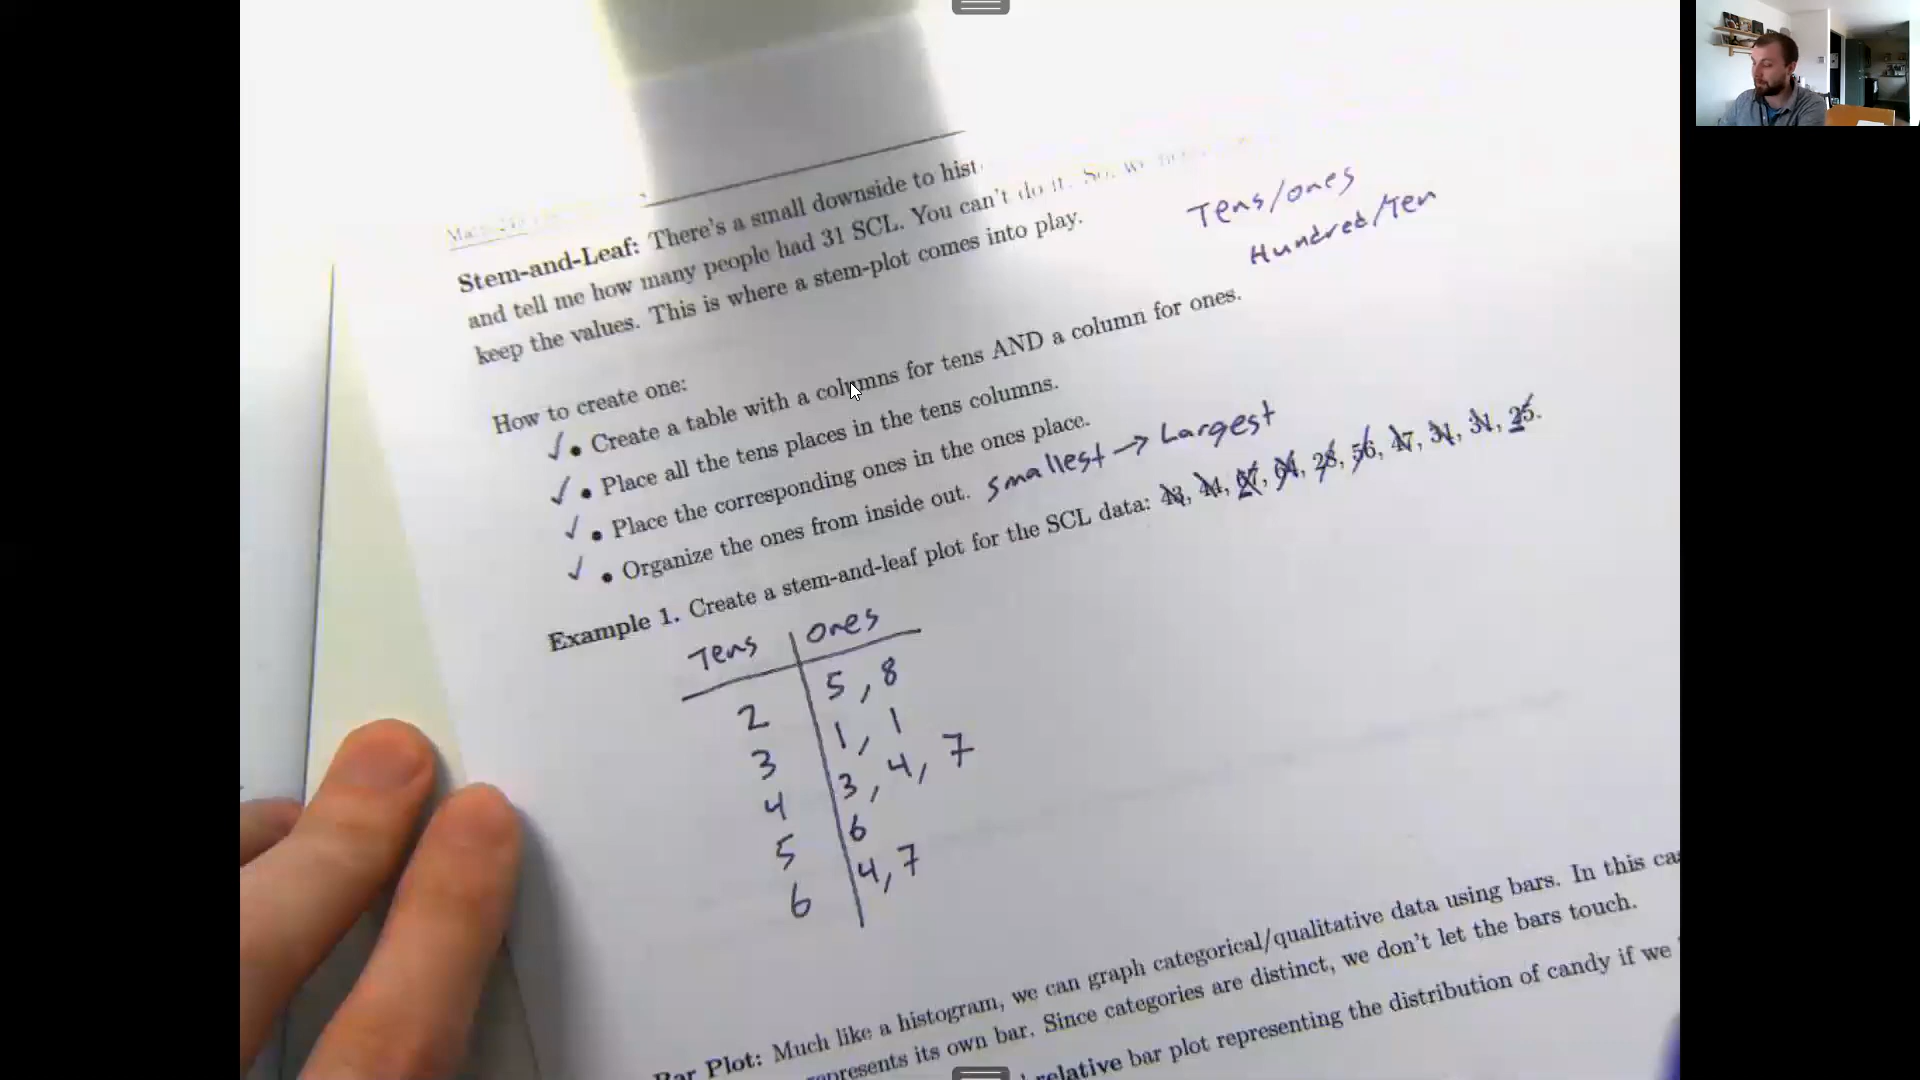 Stem-and-Leaf: There's a small downside to hist
and tell me how many people had 31 SCL. You can't do it. So, we
keep the values. This is where a stem-plot comes into play.
Tens/ones
Hundred/Ten
How to create one:
✓ • Create a table with a columns for tens AND a column for ones.
✓ • Place all the tens places in the tens columns.
✓ • Place the corresponding ones in the ones place.
✓ • Organize the ones from inside out. smallest → Largest
Example 1. Create a stem-and-leaf plot for the SCL data: 43, 44, 67, 64, 28, 56, 47, 31, 31, 25.
Tens | ones
2 | 5, 8
3 | 1, 1
4 | 3, 4, 7
5 | 6
6 | 4, 7
Bar Plot: Much like a histogram, we can graph categorical/qualitative data using bars. In this ca
represents its own bar. Since categories are distinct, we don't let the bars touch.
relative bar plot representing the distribution of candy if we